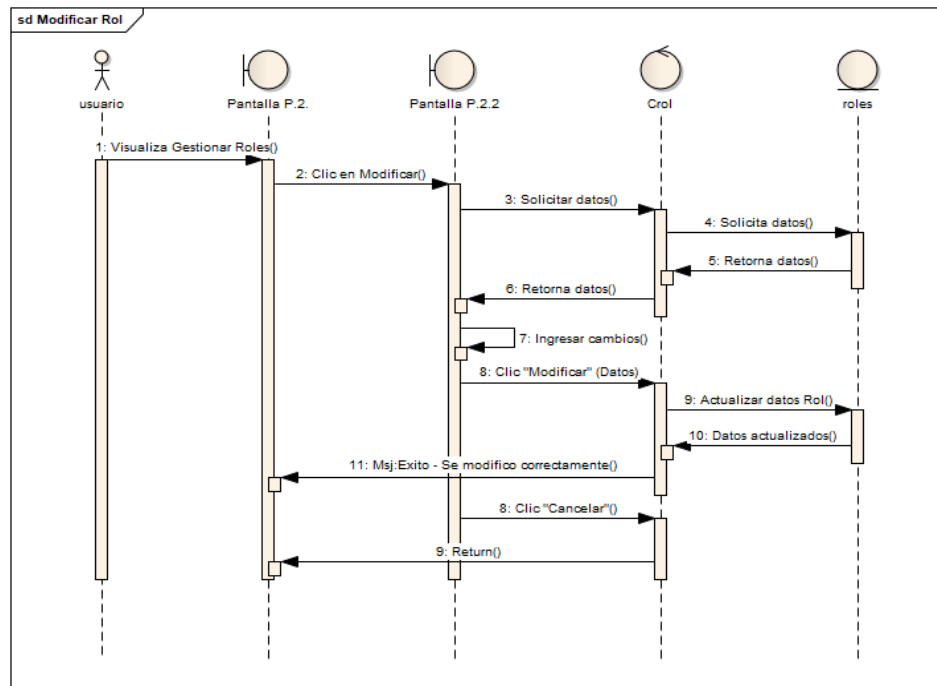 sd Modificar Rol
usuario
Pantalla P.2.
Pantalla P.2.2
Crol
roles
1: Visualiza Gestionar Roles()
2: Clic en Modificar()
3: Solicitar datos()
4: Solicita datos()
5: Retorna datos()
6: Retorna datos()
7: Ingresar cambios()
8: Clic "Modificar" (Datos)
9: Actualizar datos Rol()
10: Datos actualizados()
11: Msj:Exito - Se modifico correctamente()
8: Clic "Cancelar"()
9: Return()